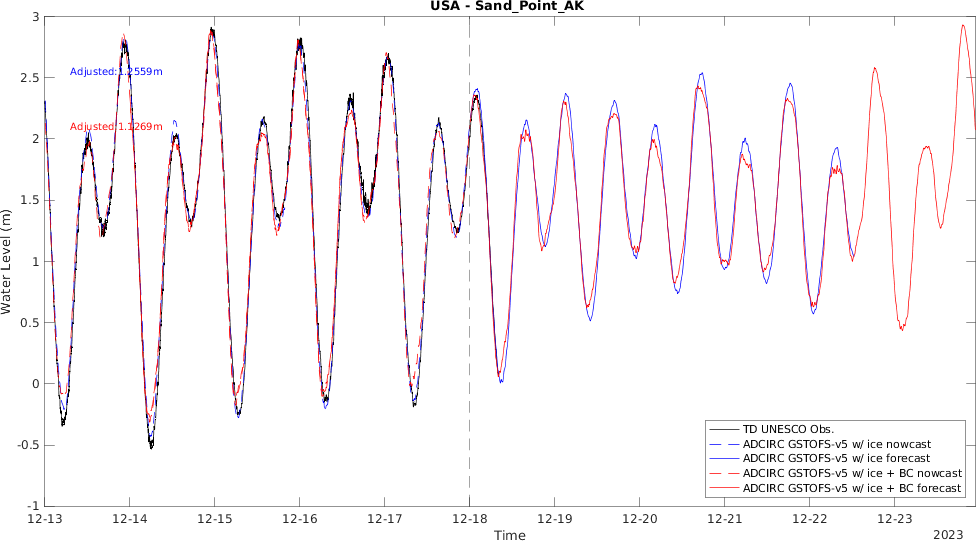 USA - Sand_Point_AK
3
2.5
2
1.5
1
0.5
0
-0.5
-1
Water Level (m)
Adjusted:1.2559m
Adjusted:1.1269m
TD UNESCO Obs.
ADCIRC GSTOFS-v5 w/ ice nowcast
ADCIRC GSTOFS-v5 w/ ice forecast
ADCIRC GSTOFS-v5 w/ ice + BC nowcast
ADCIRC GSTOFS-v5 w/ ice + BC forecast
12-13 12-14 12-15 12-16 12-17 12-18 12-19 12-20 12-21 12-22 12-23
Time
2023